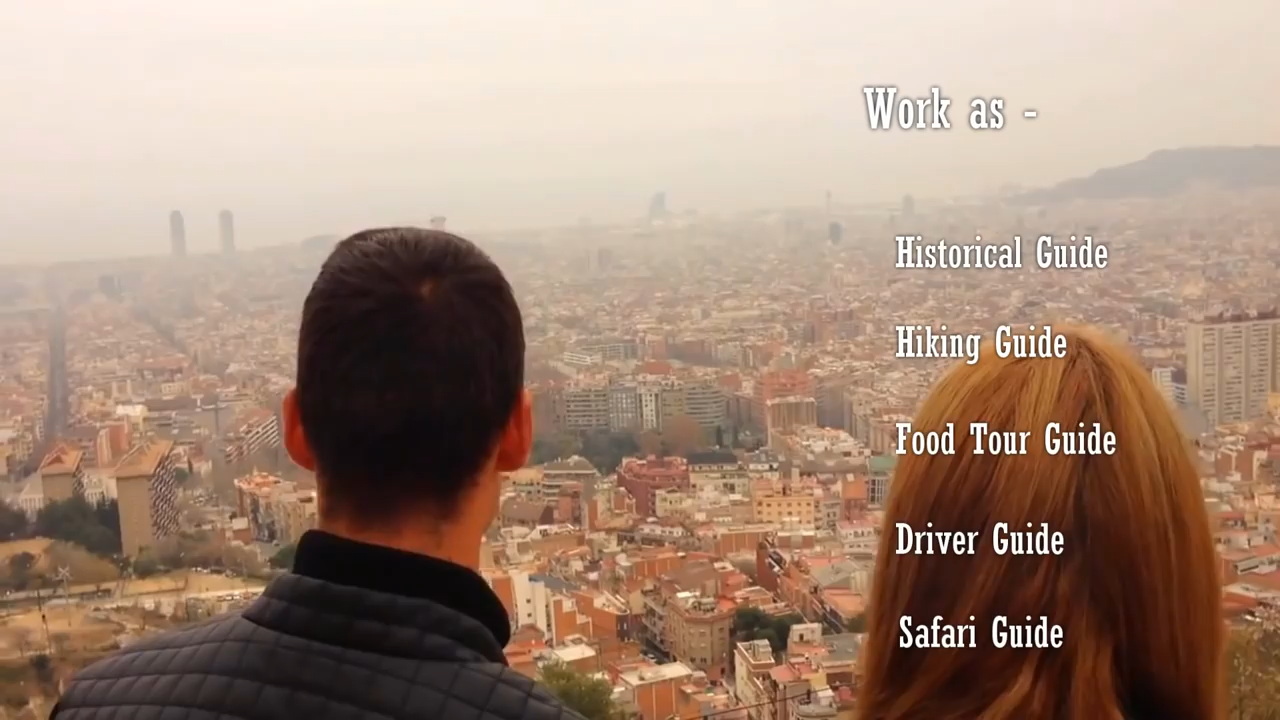 Work as -
Historical Guide
Hiking Guide
Food Tour Guide
Driver Guide
Safari Guide